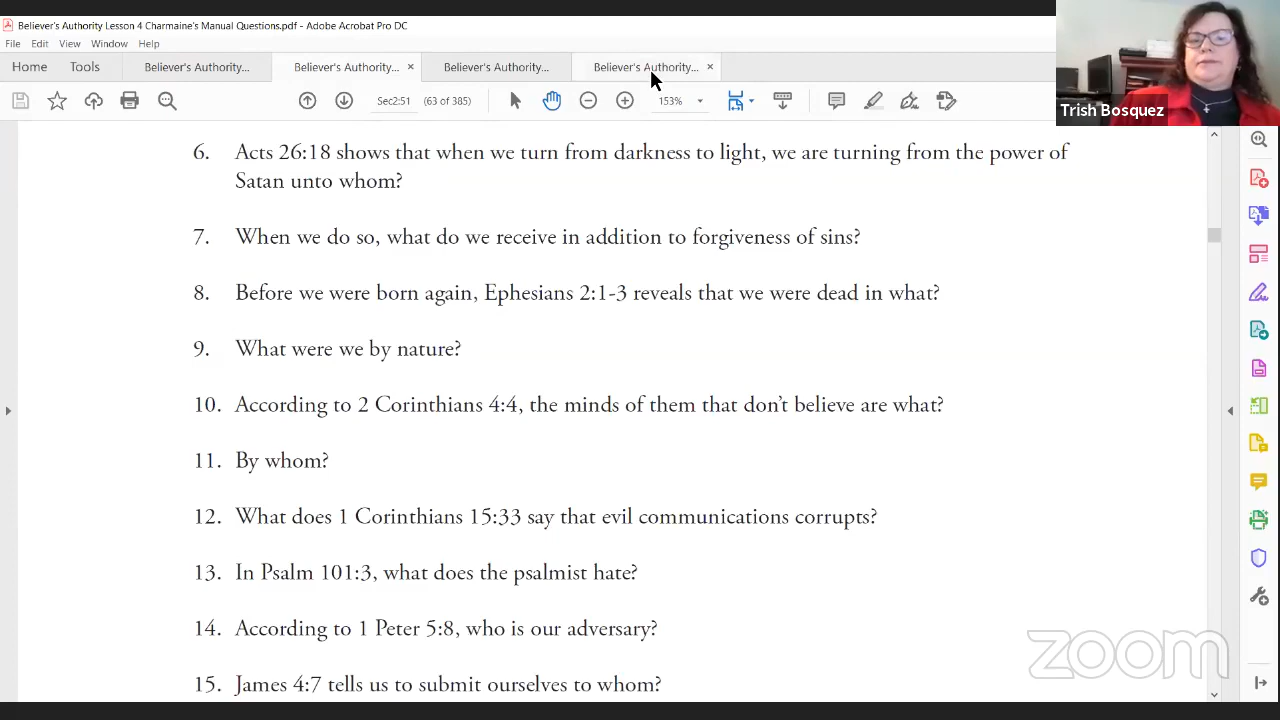 Believer's Authority Lesson 4 Charmaine's Manual Questions.pdf - Adobe Acrobat Pro DC
File Edit View Window Help
Home Tools Believer's Authority... Believer's Authority... × Believer's Authority... Believer's Authority... ×
(63 of 385) 153%
Trish Bosquez
6. Acts 26:18 shows that when we turn from darkness to light, we are turning from the power of
Satan unto whom?
7. When we do so, what do we receive in addition to forgiveness of sins?
8. Before we were born again, Ephesians 2:1-3 reveals that we were dead in what?
9. What were we by nature?
10. According to 2 Corinthians 4:4, the minds of them that don't believe are what?
11. By whom?
12. What does 1 Corinthians 15:33 say that evil communications corrupts?
13. In Psalm 101:3, what does the psalmist hate?
14. According to 1 Peter 5:8, who is our adversary?
15. James 4:7 tells us to submit ourselves to whom?
zoom